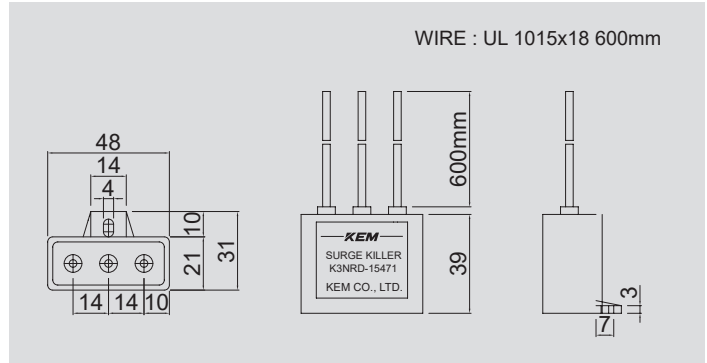 WIRE : UL 1015x18 600mm
48
14
4
10
31
21
14
14
10
600mm
KEM
SURGE KILLER
K3NRD-15471
KEM CO., LTD.
39
3
7